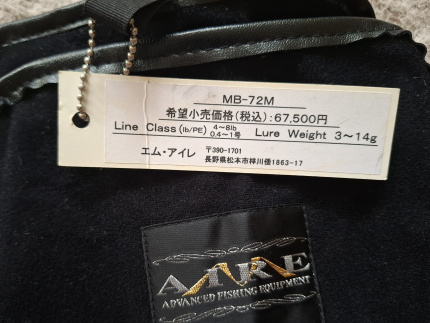 MB-72M
希望小売価格(税込):67,500円
Line Class(lb/PE) 4~8lb 0.4~1号 Lure Weight 3~14g
エム・アイレ 〒390-1701
長野県松本市梓川倭1863-17
AIRE
ADVANCED FISHING EQUIPMENT